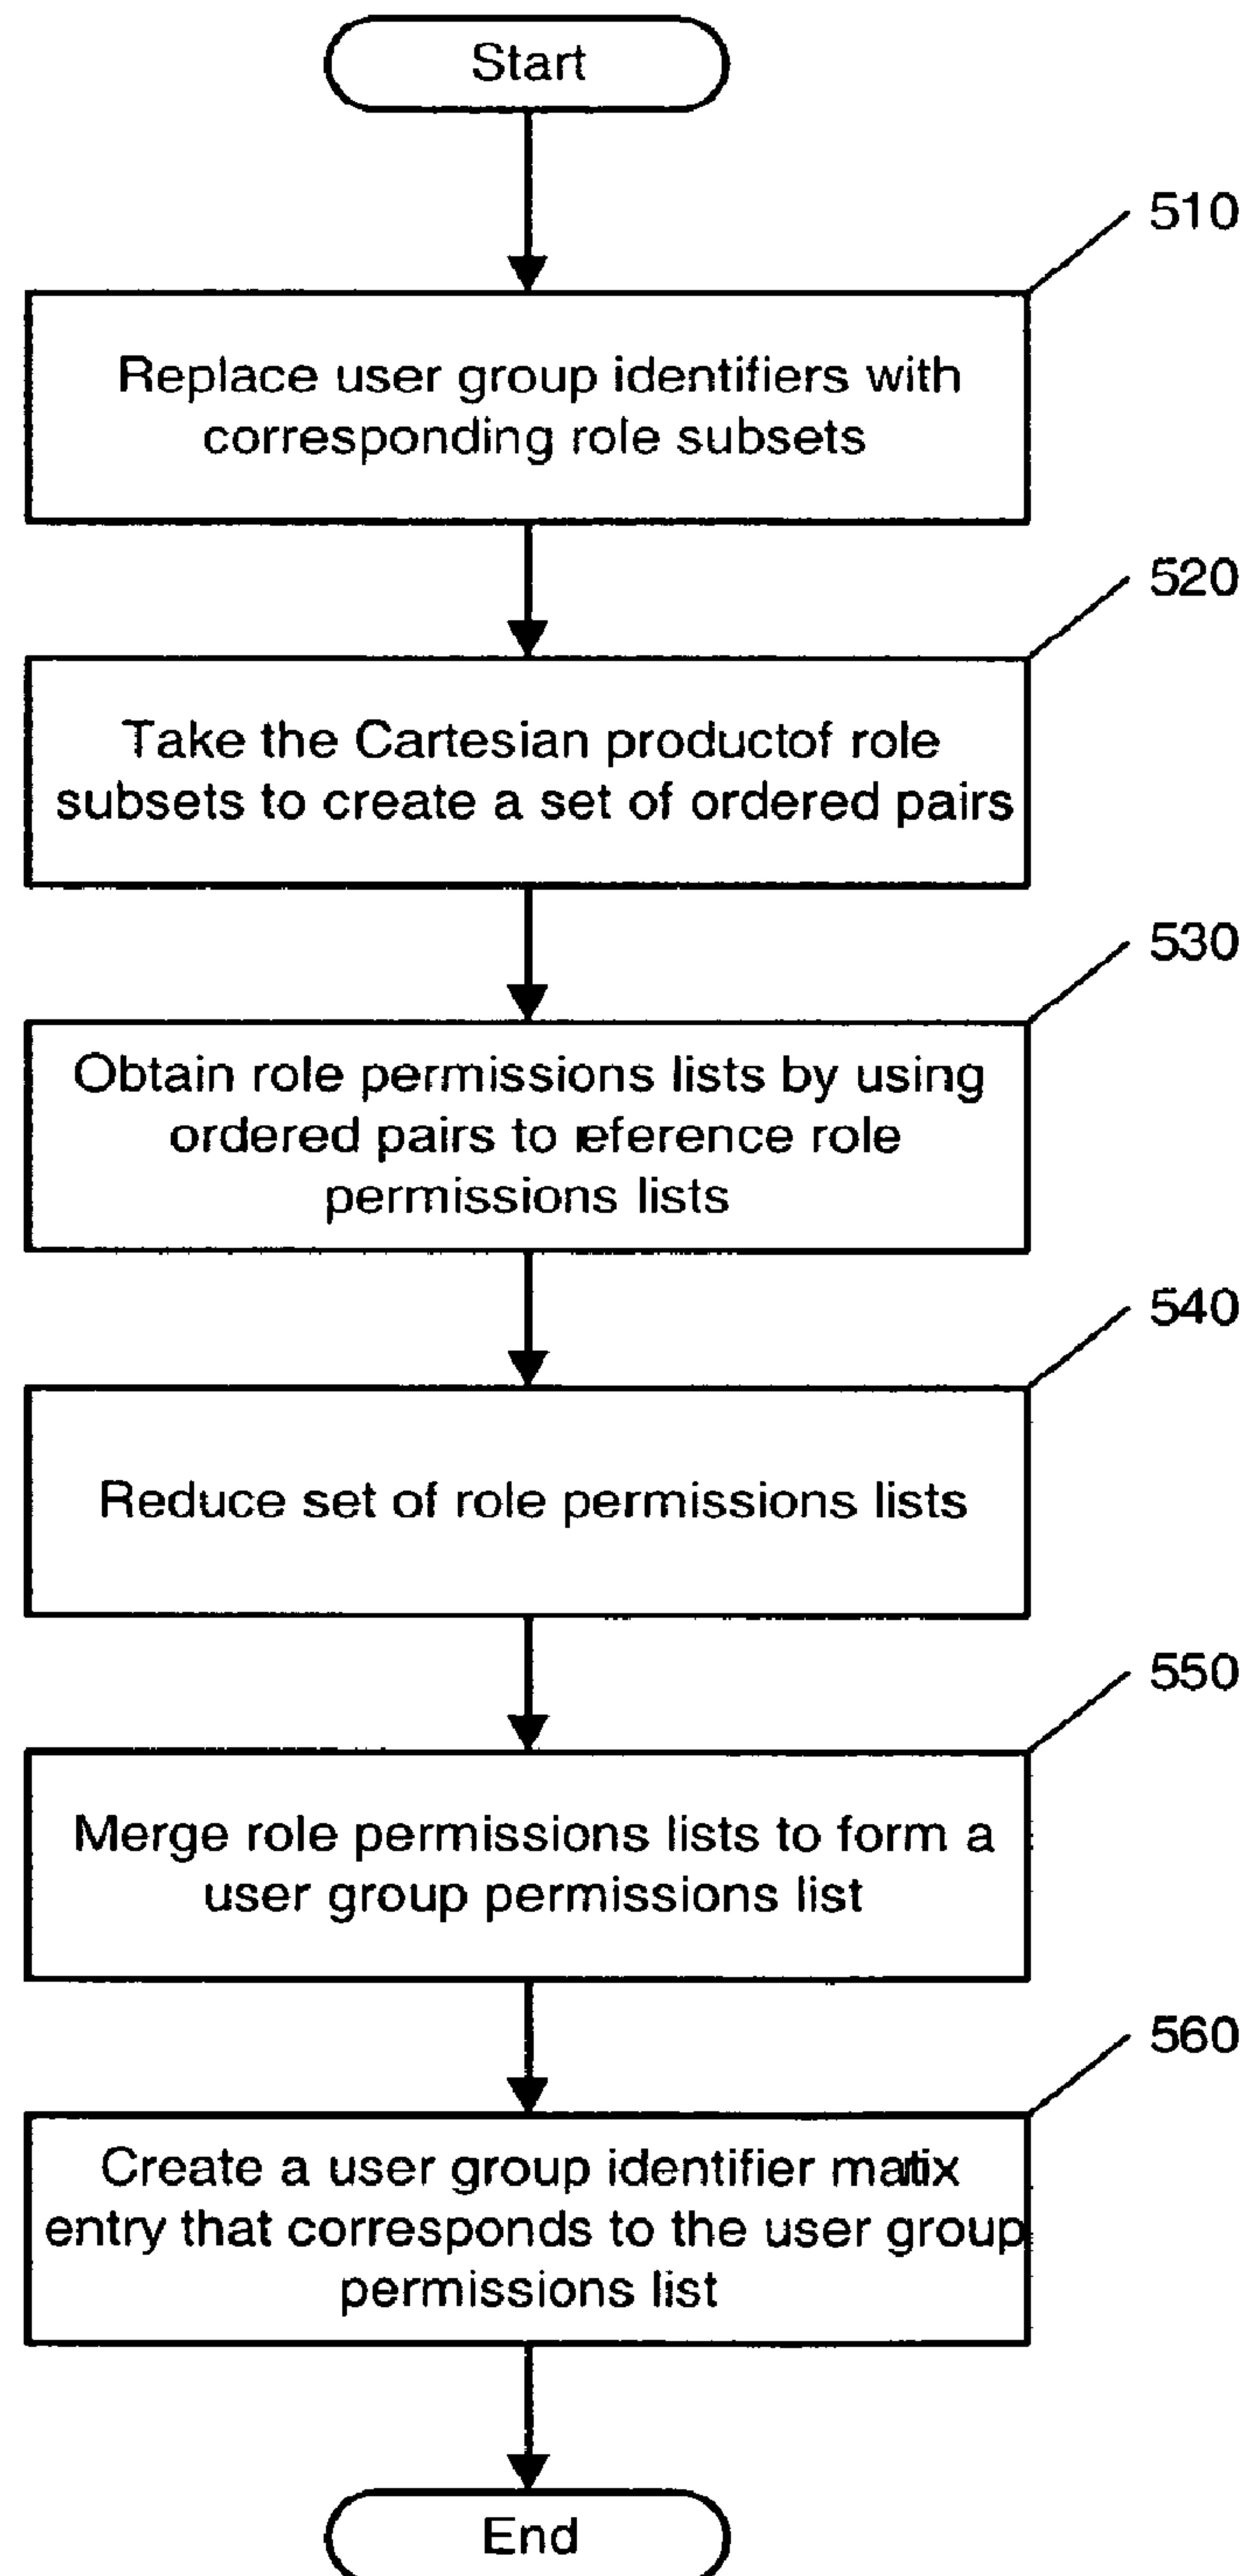 Start
510
Replace user group identifiers with
corresponding role subsets
520
Take the Cartesian productof role
subsets to create a set of ordered pairs
530
Obtain role permissions lists by using
ordered pairs to reference role
permissions lists
540
Reduce set of role permissions lists
550
Merge role permissions lists to form a
user group permissions list
560
Create a user group identifier matrix
entry that corresponds to the user group
permissions list
End